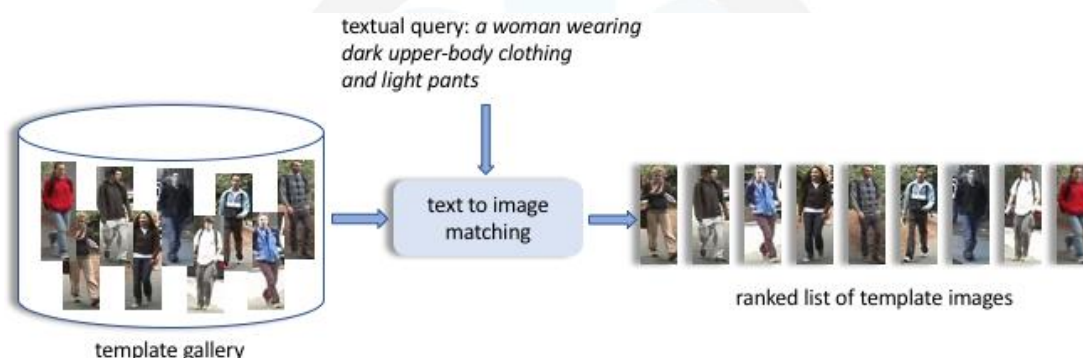 textual query: a woman wearing
dark upper-body clothing
and light pants
text to image
matching
ranked list of template images
template gallery